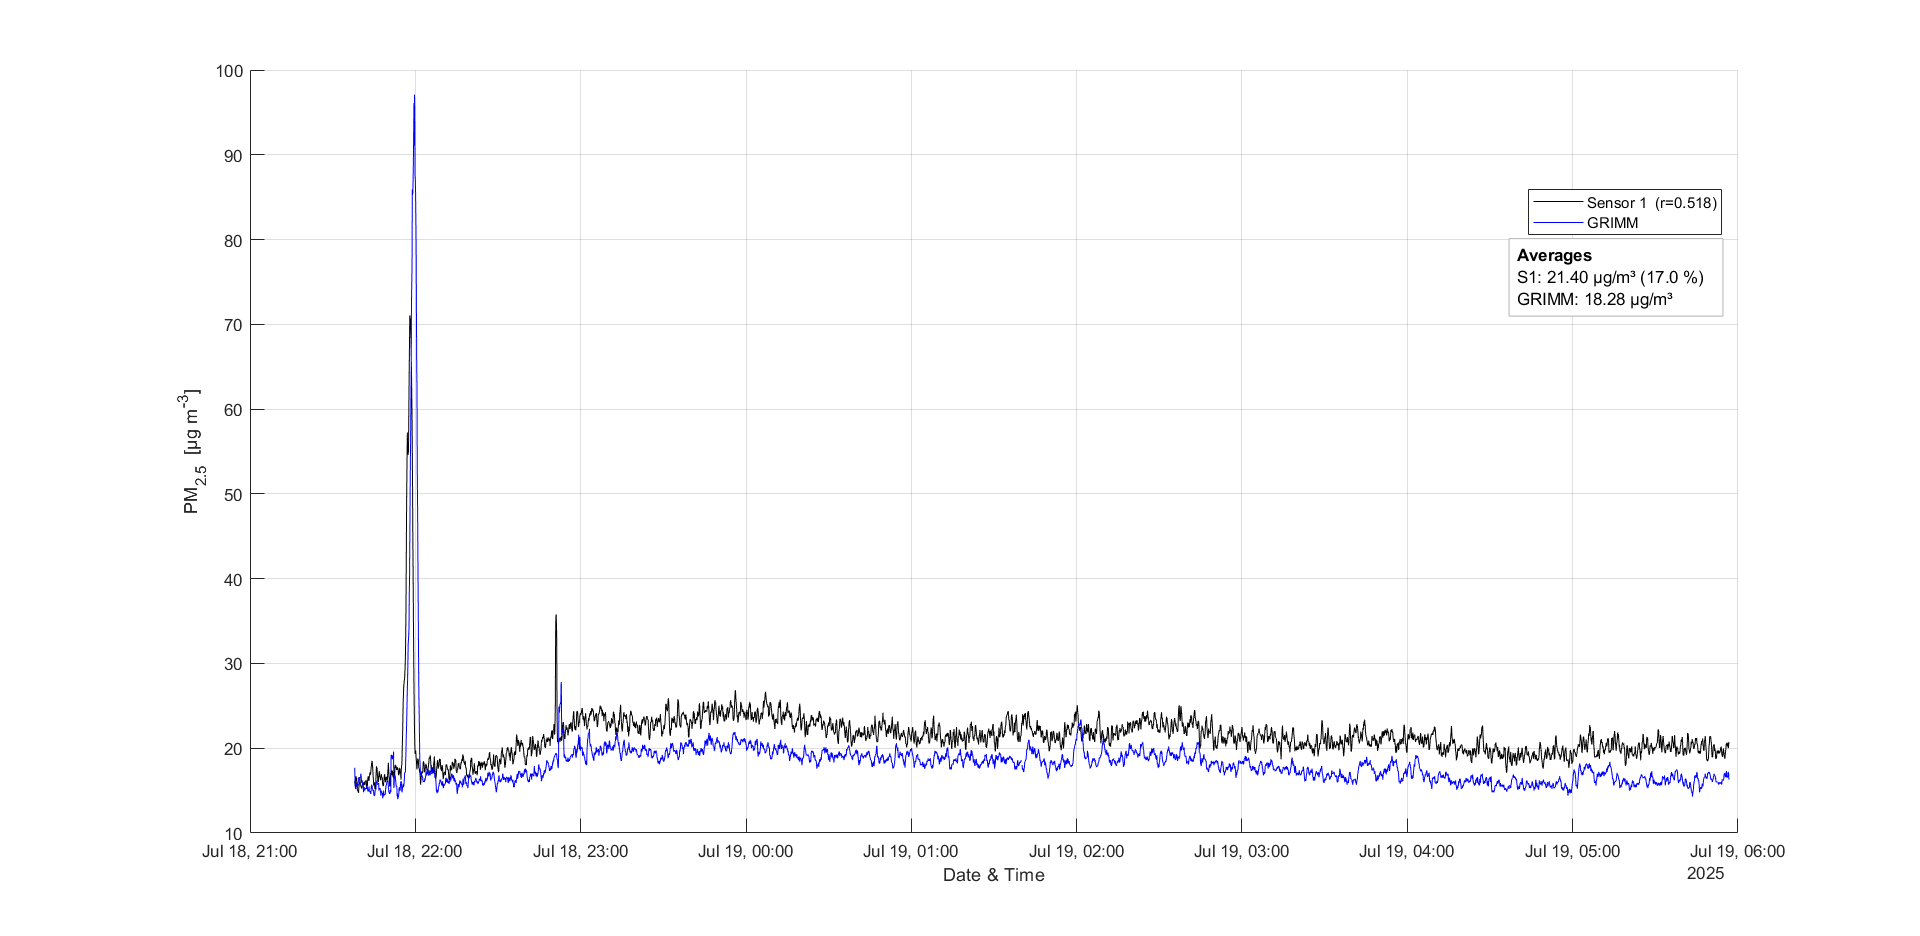 100
90
80
70
60
50
40
30
20
10
PM2.5 [µg m-3]
Sensor 1 (r=0.518)
GRIMM
Averages
S1: 21.40 µg/m³ (17.0 %)
GRIMM: 18.28 µg/m³
Jul 18, 21:00 Jul 18, 22:00 Jul 18, 23:00 Jul 19, 00:00 Jul 19, 01:00 Jul 19, 02:00 Jul 19, 03:00 Jul 19, 04:00 Jul 19, 05:00 Jul 19, 06:00
Date & Time
2025